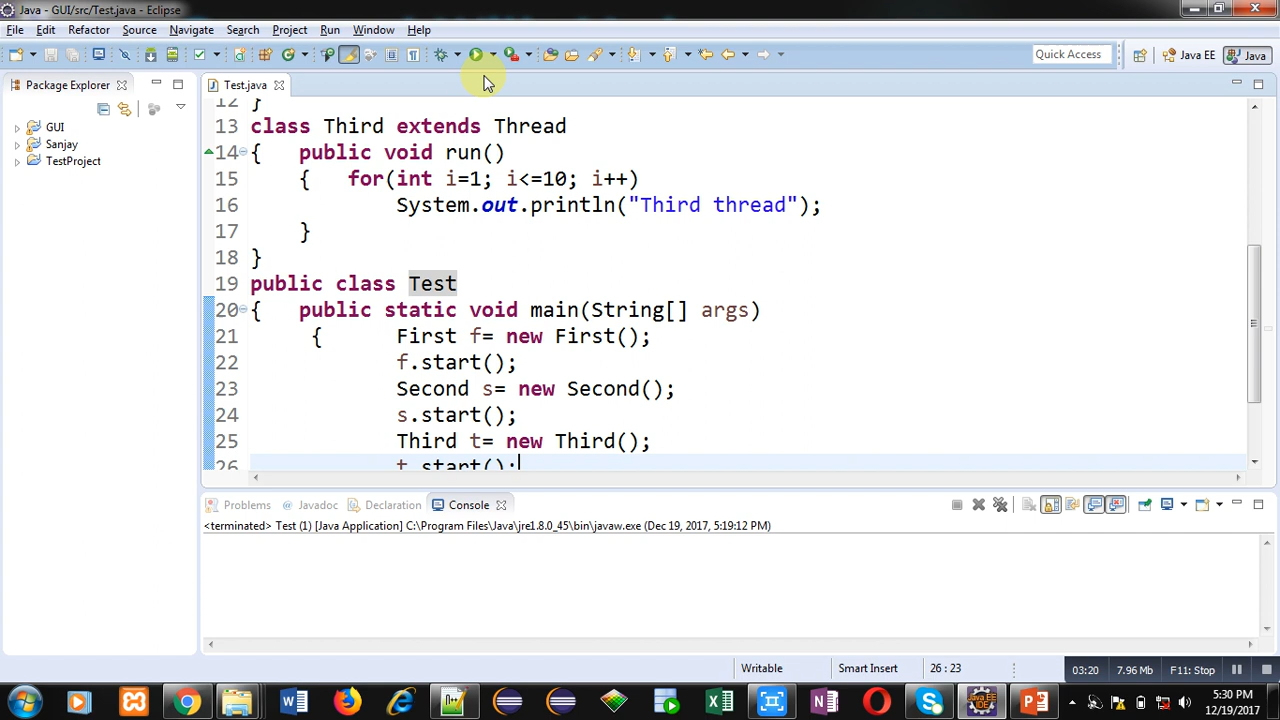 Java - GUI/src/Test.java - Eclipse
File Edit Refactor Source Navigate Search Project Run Window Help
Quick Access Java EE Java
Package Explorer
GUI
Sanjay
TestProject
Test.java
12 }
13 class Third extends Thread
14 { public void run()
15 { for(int i=1; i<=10; i++)
16 System.out.println("Third thread");
17 }
18 }
19 public class Test
20 { public static void main(String[] args)
21 { First f= new First();
22 f.start();
23 Second s= new Second();
24 s.start();
25 Third t= new Third();
26 t.start();
Problems @ Javadoc Declaration Console
<terminated> Test (1) [Java Application] C:\Program Files\Java\jre1.8.0_45\bin\javaw.exe (Dec 19, 2017, 5:19:12 PM)
Writable Smart Insert 26 : 23 03:20 7.96 Mb F11: Stop
5:30 PM
12/19/2017